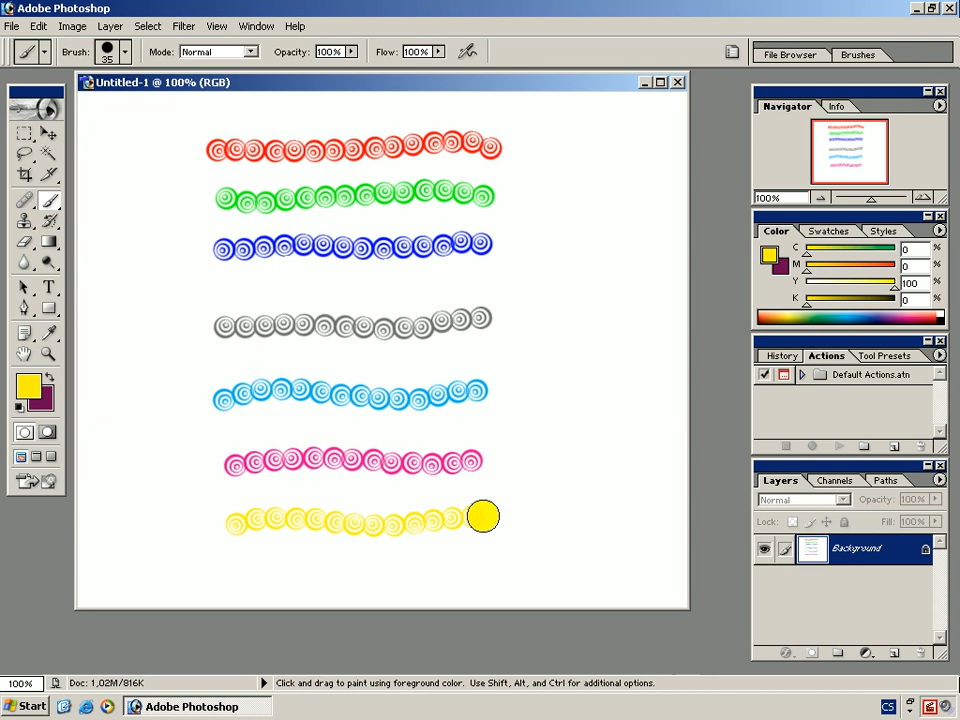 Adobe Photoshop
File Edit Image Layer Select Filter View Window Help
Brush: 35 Mode: Normal Opacity: 100% Flow: 100% File Browser Brushes
Untitled-1 @ 100% (RGB)
Navigator Info
100%
Color Swatches Styles
C 0 %
M 0 %
Y 100 %
K 0 %
History Actions Tool Presets
Default Actions.atn
Layers Channels Paths
Normal Opacity: 100%
Lock: Fill: 100%
Background
100% Doc: 1,02M/816K Click and drag to paint using foreground color. Use Shift, Alt, and Ctrl for additional options.
Start Adobe Photoshop CS